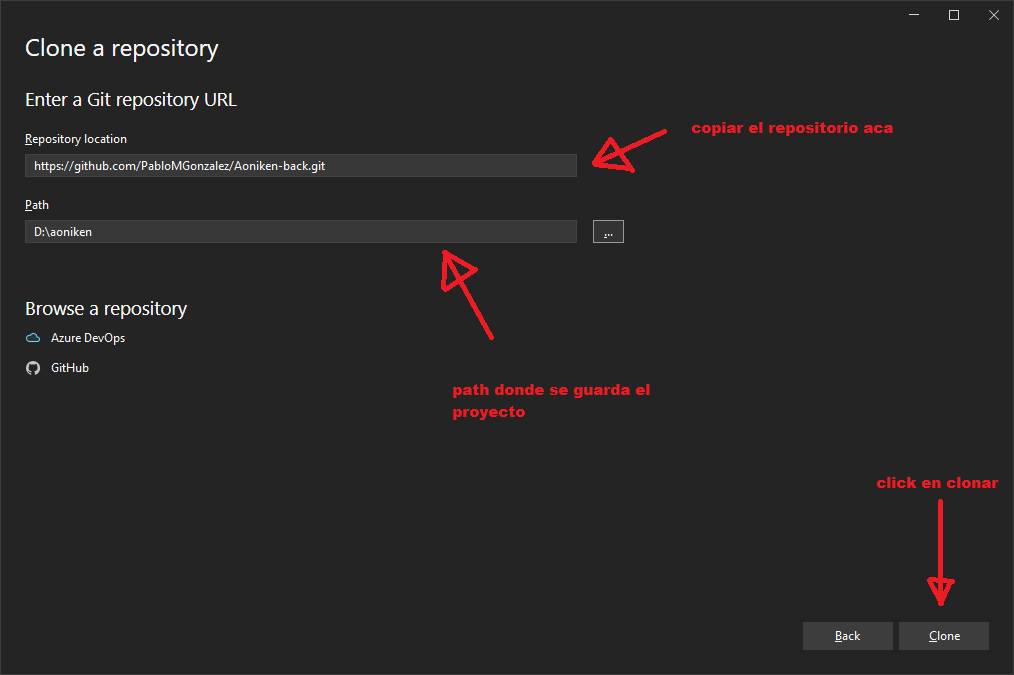 Clone a repository
Enter a Git repository URL
Repository location
copiar el repositorio aca
https://github.com/PabloMGonzalez/Aoniken-back.git
Path
D:\aoniken
...
Browse a repository
Azure DevOps
GitHub
path donde se guarda el
proyecto
click en clonar
Back
Clone